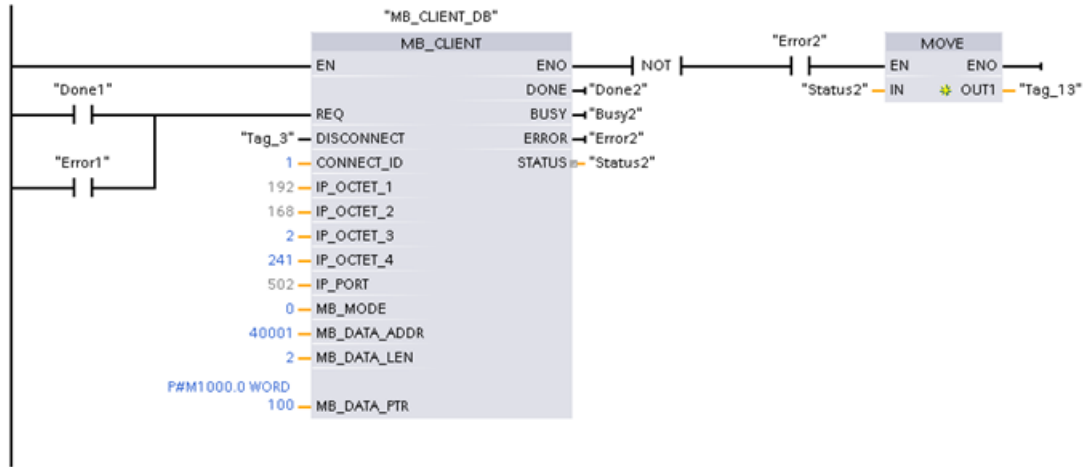 "MB_CLIENT_DB"
MB_CLIENT
EN ENO
NOT
"Error2"
MOVE
EN ENO
"Done1"
DONE "Done2"
"Status2" IN OUT1 "Tag_13"
REQ BUSY "Busy2"
"Tag_3" DISCONNECT ERROR "Error2"
"Error1"
1 CONNECT_ID STATUS "Status2"
192 IP_OCTET_1
168 IP_OCTET_2
2 IP_OCTET_3
241 IP_OCTET_4
502 IP_PORT
0 MB_MODE
40001 MB_DATA_ADDR
2 MB_DATA_LEN
P#M1000.0 WORD
100 MB_DATA_PTR